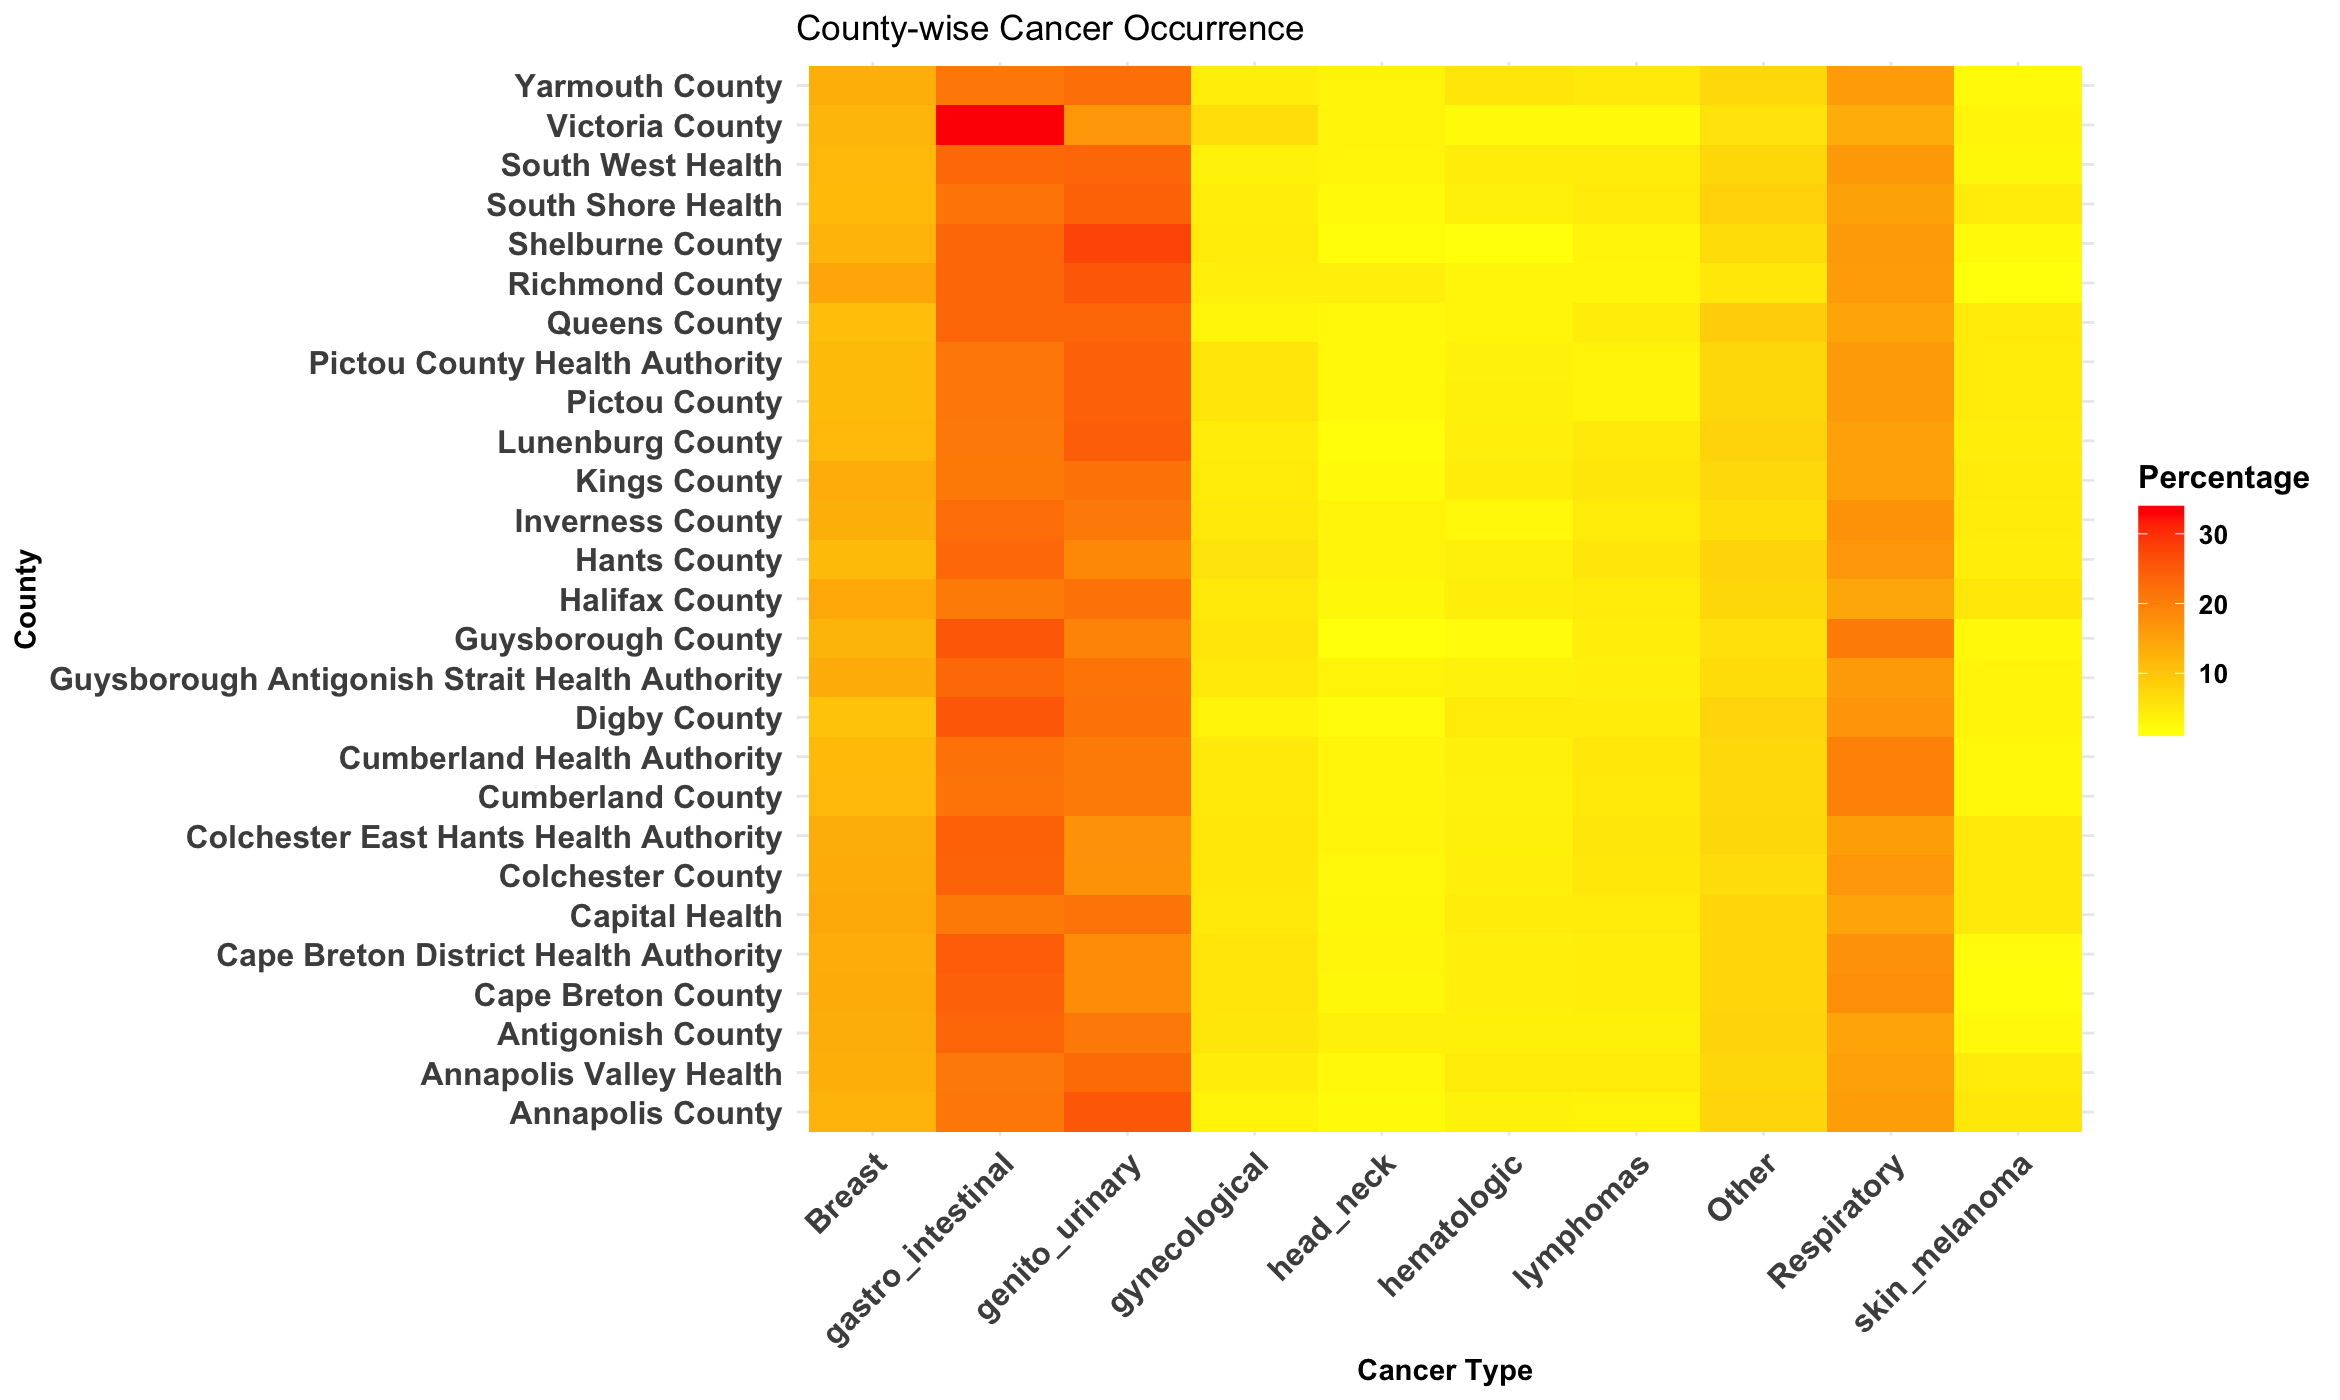 County-wise Cancer Occurrence
County
Yarmouth County
Victoria County
South West Health
South Shore Health
Shelburne County
Richmond County
Queens County
Pictou County Health Authority
Pictou County
Lunenburg County
Kings County
Inverness County
Hants County
Halifax County
Guysborough County
Guysborough Antigonish Strait Health Authority
Digby County
Cumberland Health Authority
Cumberland County
Colchester East Hants Health Authority
Colchester County
Capital Health
Cape Breton District Health Authority
Cape Breton County
Antigonish County
Annapolis Valley Health
Annapolis County
Breast
gastro_intestinal
genito_urinary
gynecological
head_neck
hematologic
lymphomas
Other
Respiratory
skin_melanoma
Cancer Type
Percentage
30
20
10